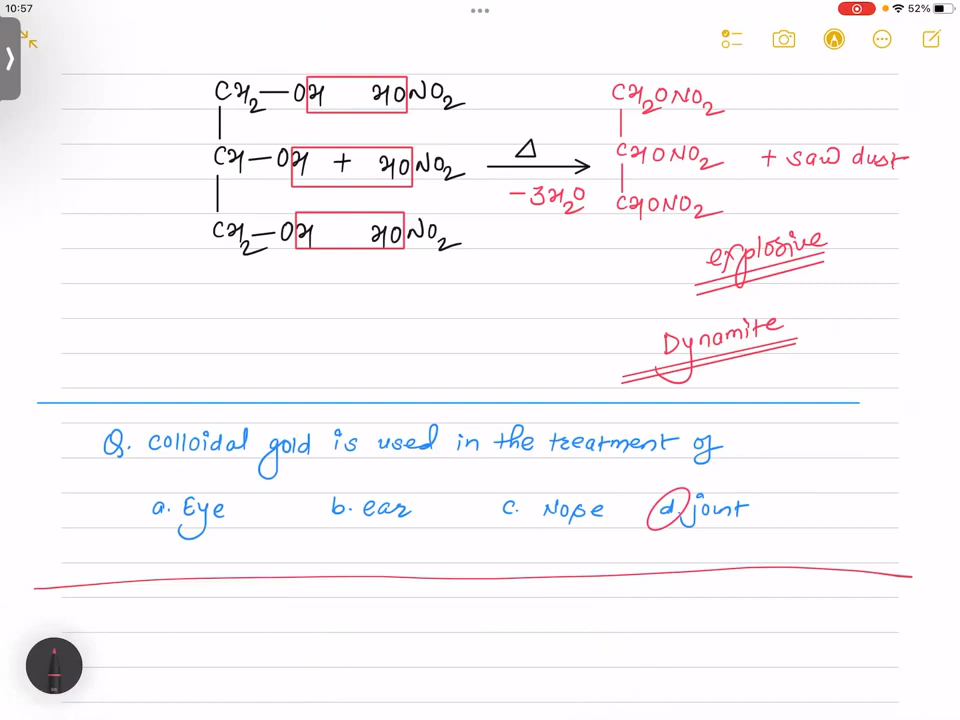 10:57
52%
CH2—OH HONO2 CH2ONO2
CH—OH + HONO2 Δ CHONO2 + saw dust
-3H2O CHONO2
CH2—OH HONO2
explosive
Dynamite
Q. colloidal gold is used in the treatment of
a. Eye b. ear c. Nose d. joint